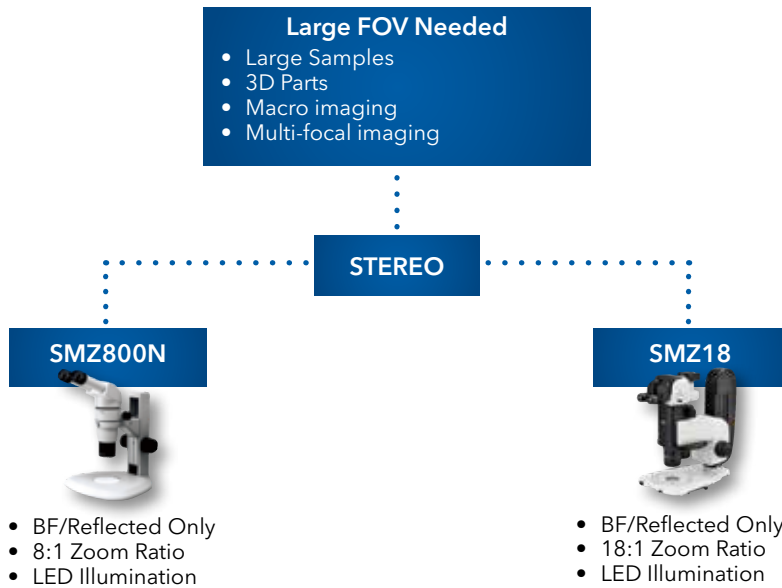 Large FOV Needed
• Large Samples
• 3D Parts
• Macro imaging
• Multi-focal imaging
STEREO
SMZ800N
SMZ18
• BF/Reflected Only
• 8:1 Zoom Ratio
• LED Illumination
• BF/Reflected Only
• 18:1 Zoom Ratio
• LED Illumination